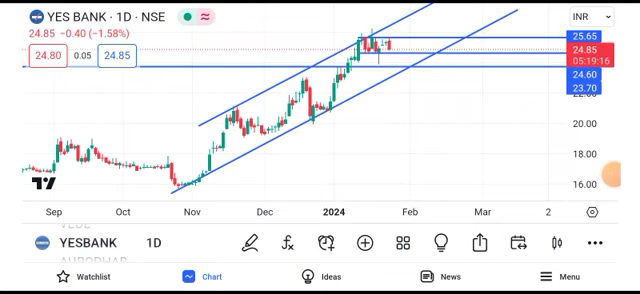 YES BANK · 1D · NSE
INR
24.85 −0.40 (−1.58%)
24.80 0.05 24.85
25.65
24.85
05:19:16
24.60
23.70
22.00
20.00
18.00
16.00
Sep Oct Nov Dec 2024 Feb Mar 2
YESBANK 1D
Watchlist Chart Ideas News Menu